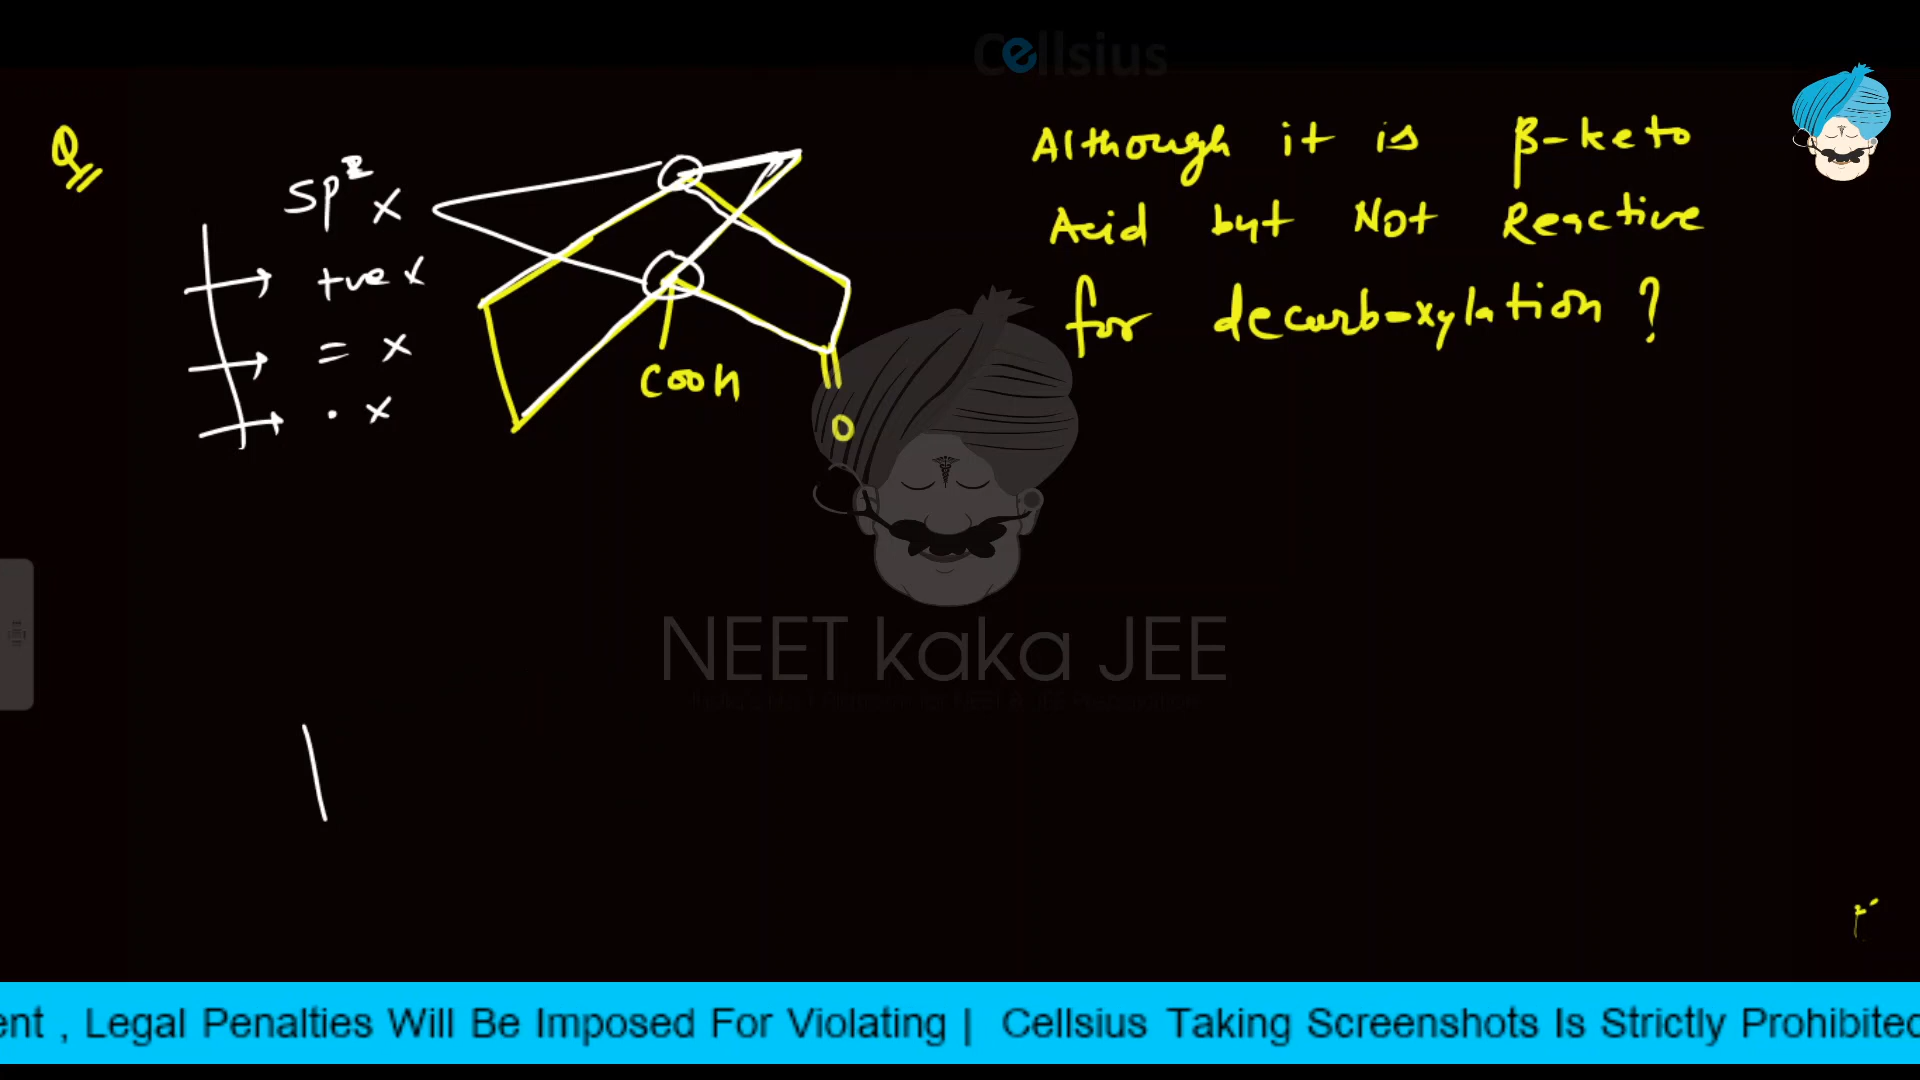 Cellsius
Q
SP² x
+ve x
= x
· x
COOH
O
Although it is β-keto
Acid but Not Reactive
for decarboxylation ?
NEET kaka JEE
ent , Legal Penalties Will Be Imposed For Violating | Cellsius Taking Screenshots Is Strictly Prohibited